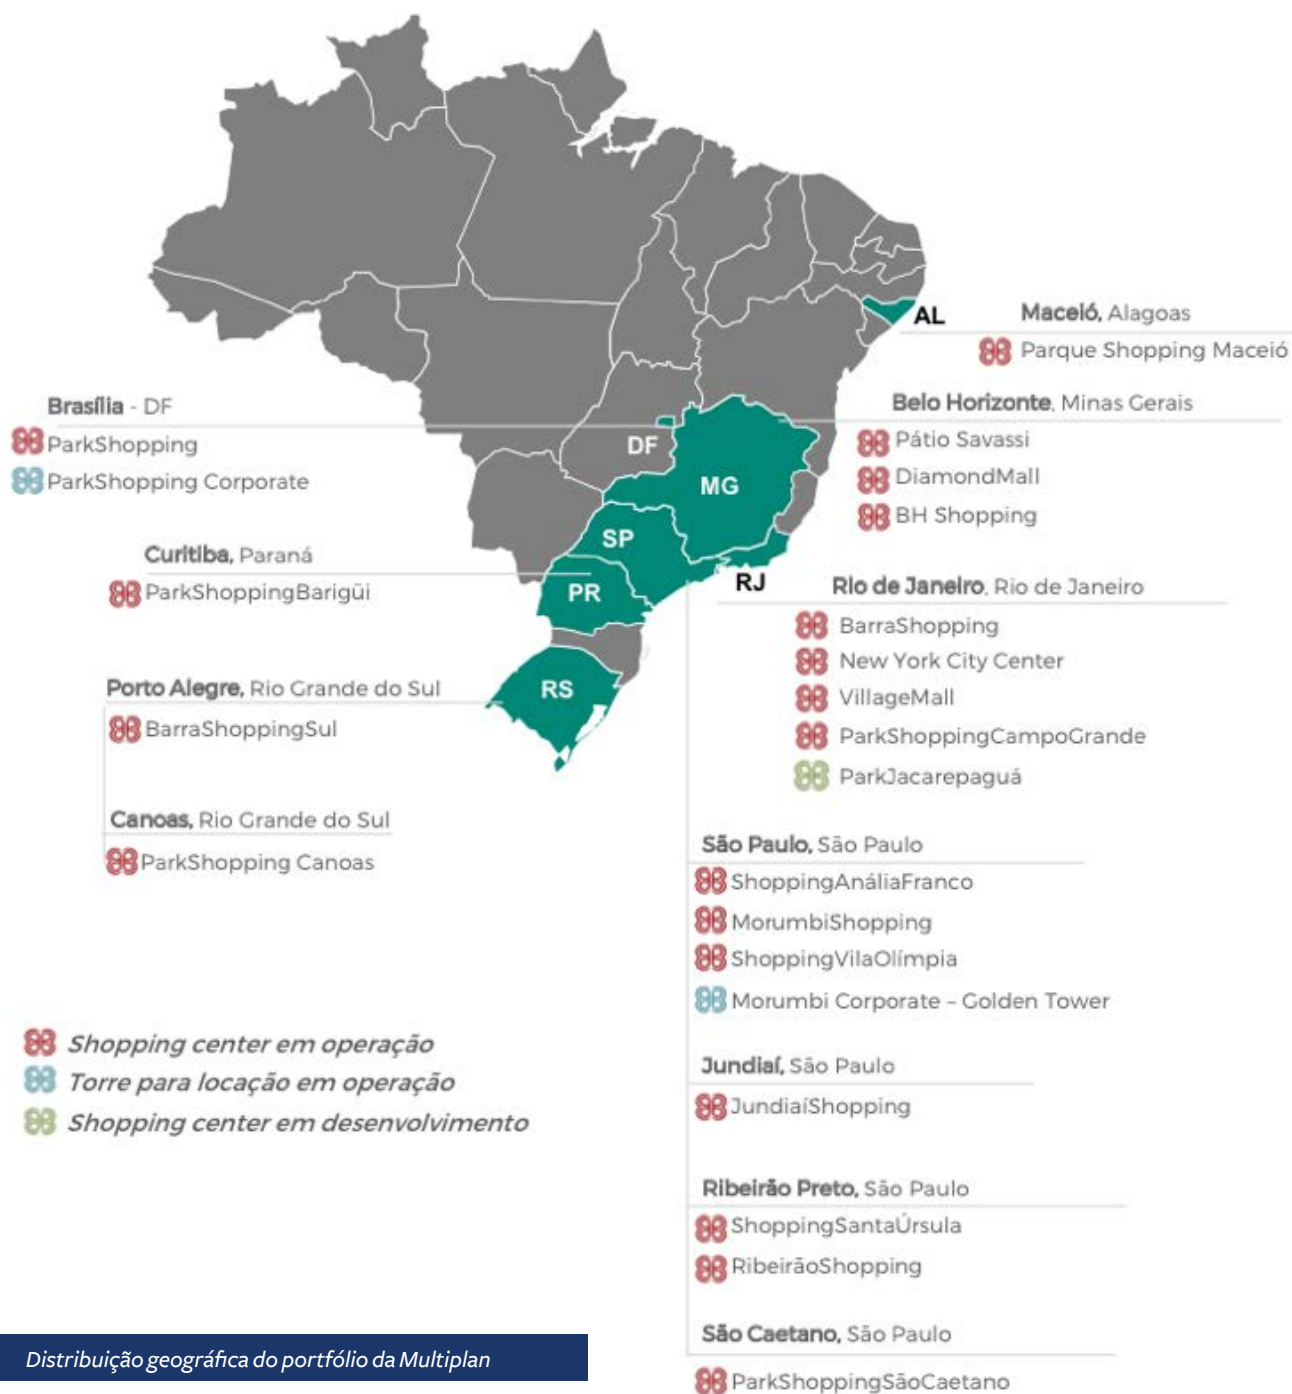 AL
Maceió, Alagoas
Parque Shopping Maceió
Brasília - DF
ParkShopping
ParkShopping Corporate
DF
MG
SP
PR
RJ
RS
Belo Horizonte, Minas Gerais
Pátio Savassi
DiamondMall
BH Shopping
Curitiba, Paraná
ParkShoppingBarigüi
Rio de Janeiro, Rio de Janeiro
BarraShopping
New York City Center
VillageMall
ParkShoppingCampoGrande
ParkJacarepaguá
Porto Alegre, Rio Grande do Sul
BarraShoppingSul
Canoas, Rio Grande do Sul
ParkShopping Canoas
São Paulo, São Paulo
ShoppingAnáliaFranco
MorumbiShopping
ShoppingVilaOlímpia
Morumbi Corporate – Golden Tower
Jundiaí, São Paulo
JundiaíShopping
Ribeirão Preto, São Paulo
ShoppingSantaÚrsula
RibeirãoShopping
São Caetano, São Paulo
ParkShoppingSãoCaetano
Shopping center em operação
Torre para locação em operação
Shopping center em desenvolvimento
Distribuição geográfica do portfólio da Multiplan